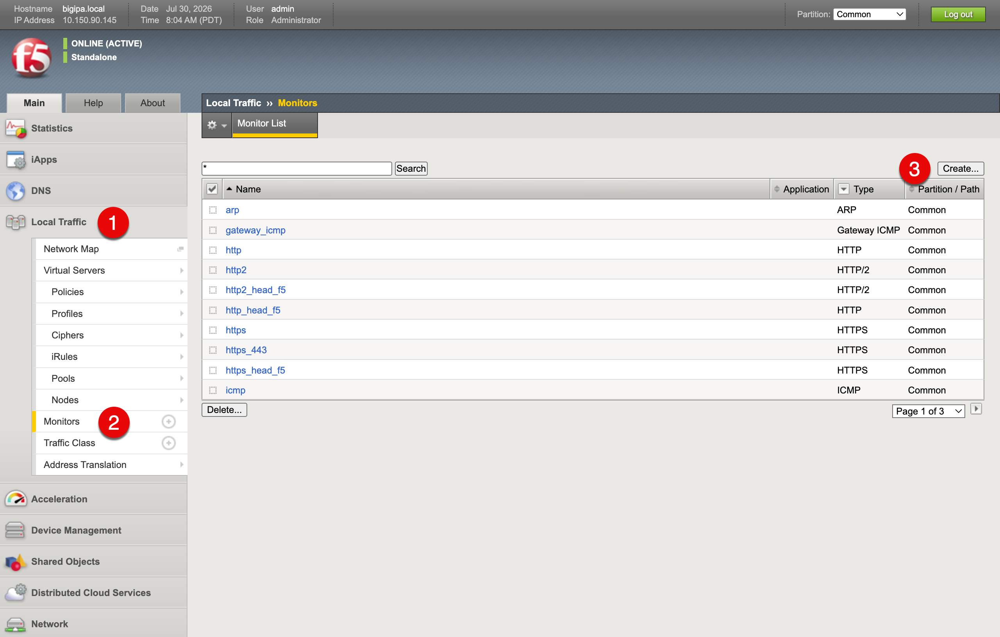 Hostname bigipa.local Date Jul 30, 2026 User admin
IP Address 10.150.90.145 Time 8:04 AM (PDT) Role Administrator
Partition: Common Log out
f5
ONLINE (ACTIVE)
Standalone
Main Help About
Local Traffic ›› Monitors
Monitor List
Statistics
iApps
DNS
Local Traffic 1
Network Map
Virtual Servers
Policies
Profiles
Ciphers
iRules
Pools
Nodes
Monitors 2
Traffic Class
Address Translation
Acceleration
Device Management
Shared Objects
Distributed Cloud Services
Network
* Search 3 Create...
Name Application Type Partition / Path
arp ARP Common
gateway_icmp Gateway ICMP Common
http HTTP Common
http2 HTTP/2 Common
http2_head_f5 HTTP/2 Common
http_head_f5 HTTP Common
https HTTPS Common
https_443 HTTPS Common
https_head_f5 HTTPS Common
icmp ICMP Common
Delete... Page 1 of 3